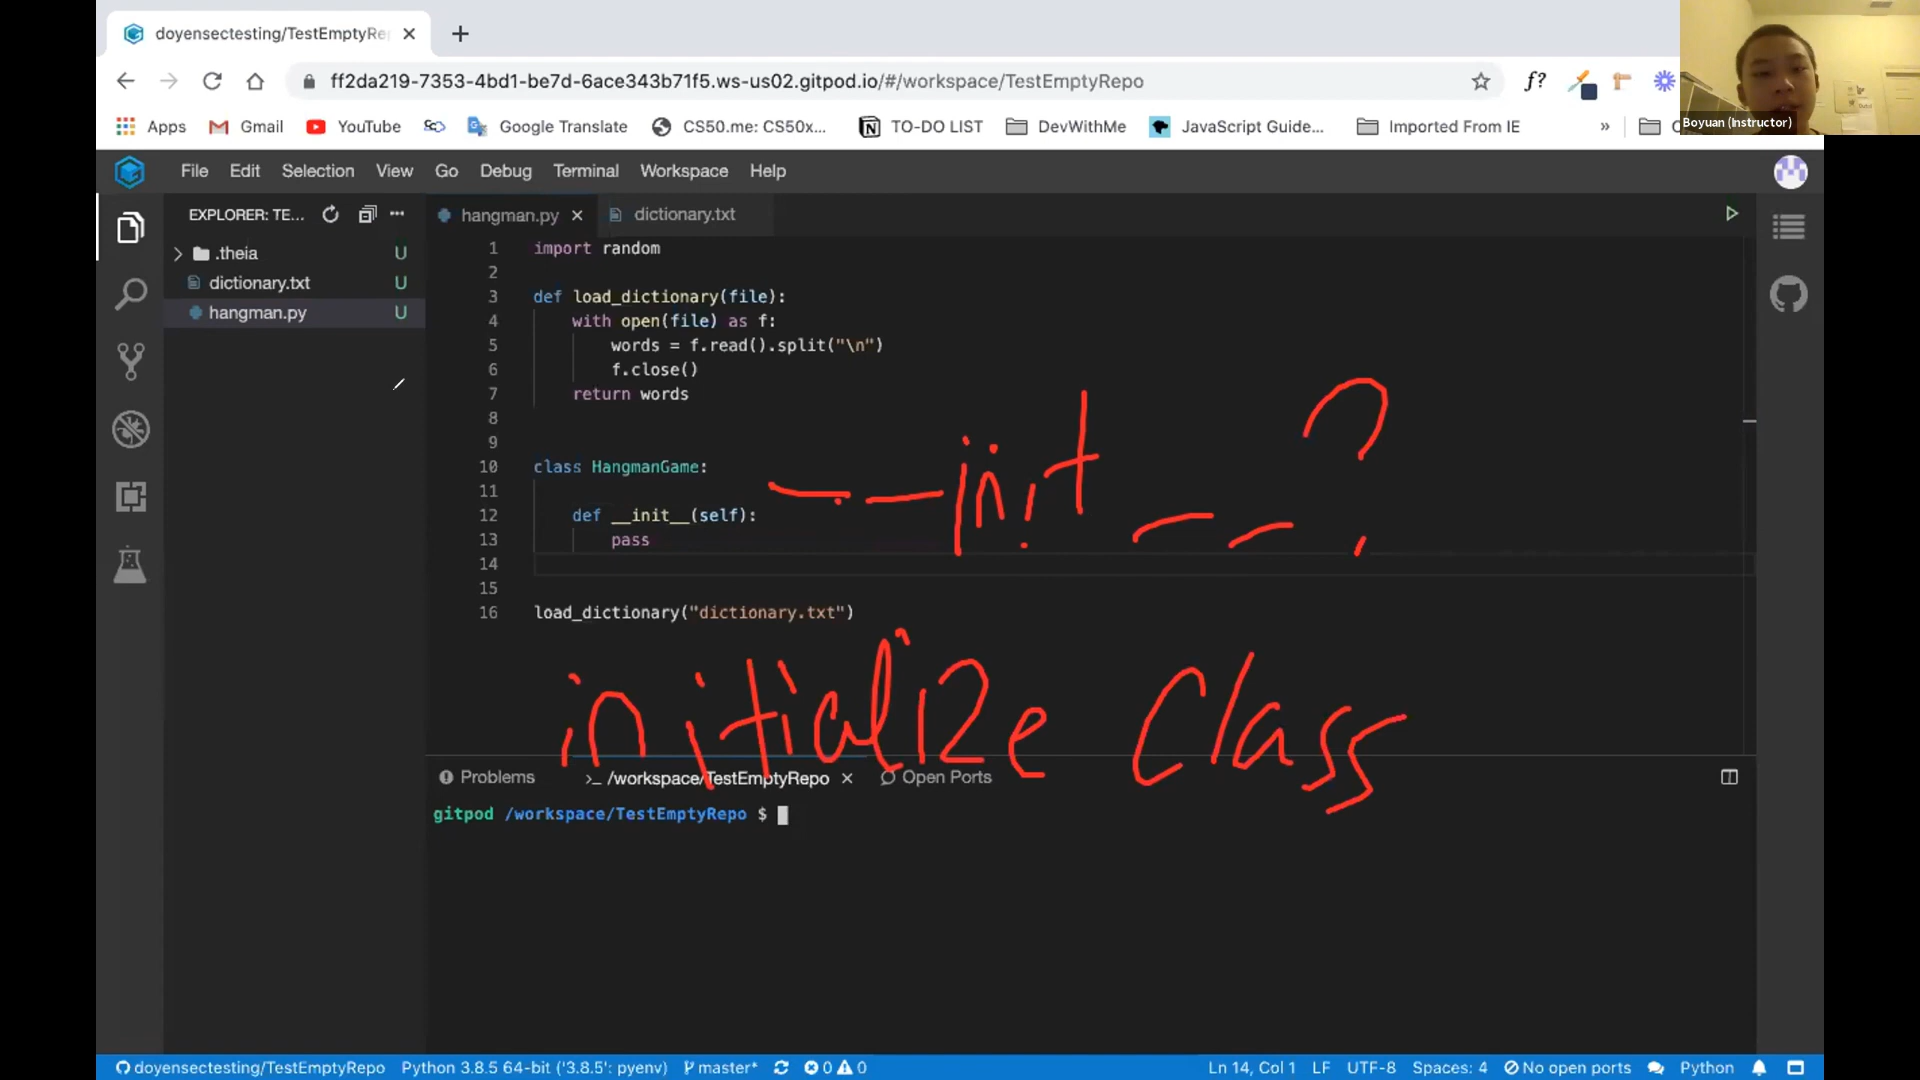 doyensectesting/TestEmptyRe
ff2da219-7353-4bd1-be7d-6ace343b71f5.ws-us02.gitpod.io/#/workspace/TestEmptyRepo
f?
Boyuan (Instructor)
Apps Gmail YouTube Google Translate CS50.me: CS50x... TO-DO LIST DevWithMe JavaScript Guide... Imported From IE »
File Edit Selection View Go Debug Terminal Workspace Help
EXPLORER: TE...
hangman.py dictionary.txt
.theia U
dictionary.txt U
hangman.py U
1 import random
2
3 def load_dictionary(file):
4 with open(file) as f:
5 words = f.read().split("\n")
6 f.close()
7 return words
8
9
10 class HangmanGame:
11
12 def __init__(self):
13 pass
14
15
16 load_dictionary("dictionary.txt")
__init__?
initialize Class
Problems >_ /workspace/TestEmptyRepo Open Ports
gitpod /workspace/TestEmptyRepo $
doyensectesting/TestEmptyRepo Python 3.8.5 64-bit ('3.8.5': pyenv) master* 0 0 Ln 14, Col 1 LF UTF-8 Spaces: 4 No open ports Python